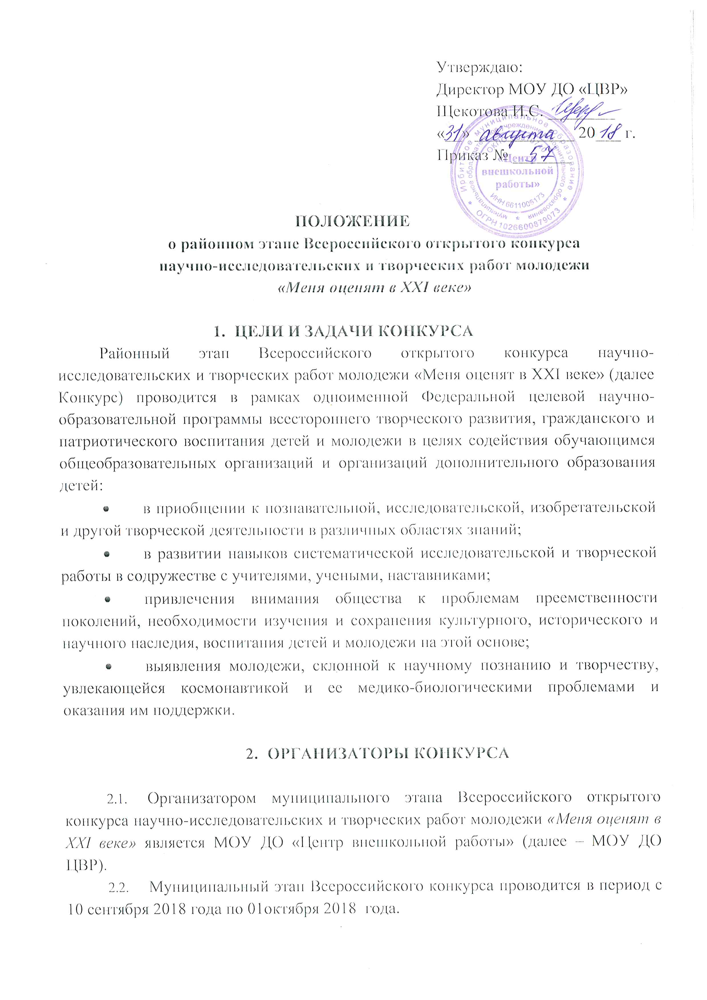 Утверждаю:
Директор МОУ ДО «ЦВР»
Щекотова И.С.
«31» августа 2018 г.
Приказ № 57
Ирбитское муниципальное образование
ОГРН 1026600879073
Муниципальное образовательное учреждение дополнительного образования
ОКПО
ИНН 6611006173
«Центр
внешкольной
работы»
ПОЛОЖЕНИЕ
о районном этапе Всероссийского открытого конкурса
научно-исследовательских и творческих работ молодежи
«Меня оценят в XXI веке»
1. ЦЕЛИ И ЗАДАЧИ КОНКУРСА
Районный этап Всероссийского открытого конкурса научно-
исследовательских и творческих работ молодежи «Меня оценят в XXI веке» (далее
Конкурс) проводится в рамках одноименной Федеральной целевой научно-
образовательной программы всестороннего творческого развития, гражданского и
патриотического воспитания детей и молодежи в целях содействия обучающимся
общеобразовательных организаций и организаций дополнительного образования
детей:
• в приобщении к познавательной, исследовательской, изобретательской
и другой творческой деятельности в различных областях знаний;
• в развитии навыков систематической исследовательской и творческой
работы в содружестве с учителями, учеными, наставниками;
• привлечения внимания общества к проблемам преемственности
поколений, необходимости изучения и сохранения культурного, исторического и
научного наследия, воспитания детей и молодежи на этой основе;
• выявления молодежи, склонной к научному познанию и творчеству,
увлекающейся космонавтикой и ее медико-биологическими проблемами и
оказания им поддержки.
2. ОРГАНИЗАТОРЫ КОНКУРСА
2.1. Организатором муниципального этапа Всероссийского открытого
конкурса научно-исследовательских и творческих работ молодежи «Меня оценят в
XXI веке» является МОУ ДО «Центр внешкольной работы» (далее – МОУ ДО
ЦВР).
2.2. Муниципальный этап Всероссийского конкурса проводится в период с
10 сентября 2018 года по 01октября 2018 года.